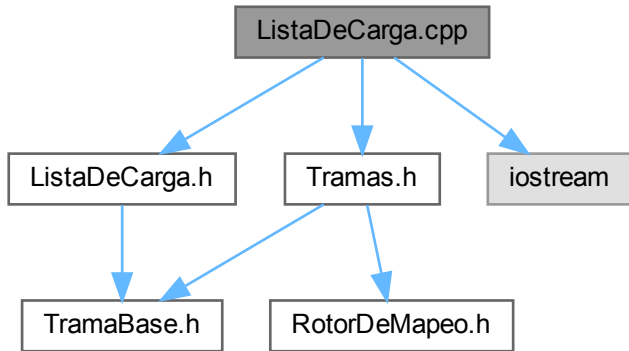 ListaDeCarga.cpp
ListaDeCarga.h
Tramas.h
iostream
TramaBase.h
RotorDeMapeo.h